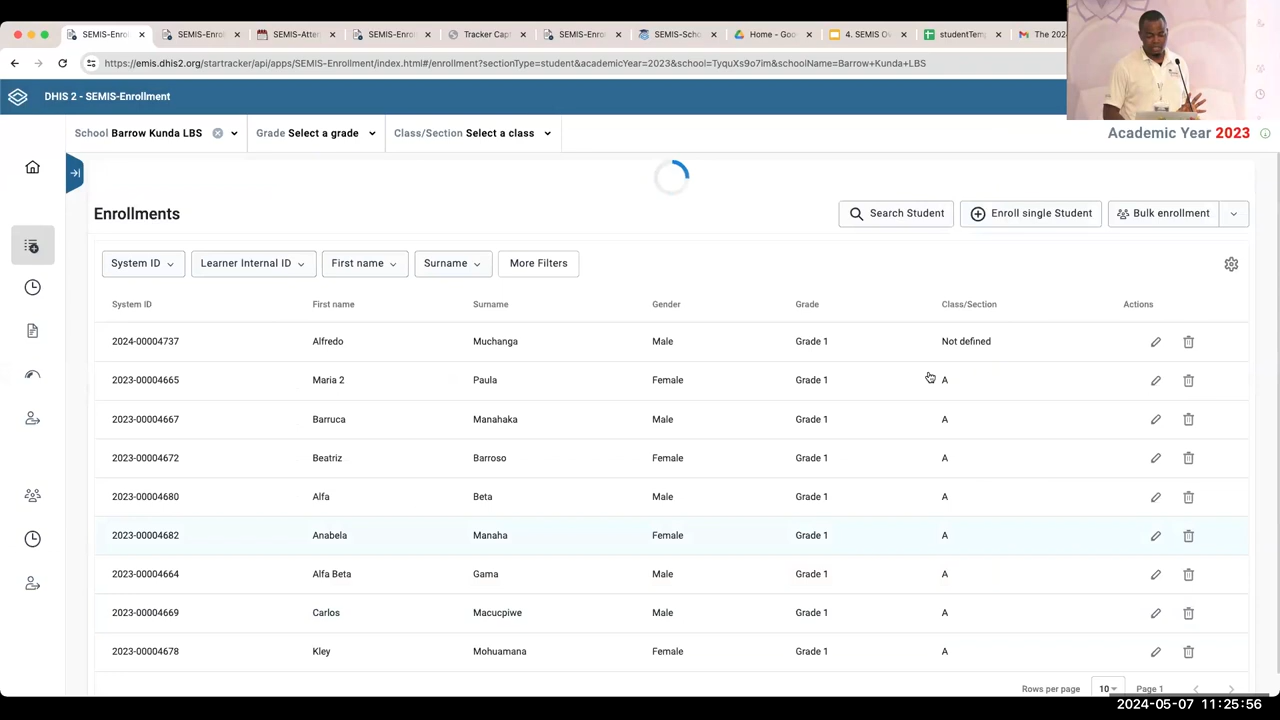 SEMIS-Enro
SEMIS-Enro
SEMIS-Atte
SEMIS-Enro
Tracker Cap
SEMIS-Enro
SEMIS-Scho
Home - Goo
4. SEMIS O
studentTem
The 202
https://emis.dhis2.org/startracker/api/apps/SEMIS-Enrollment/index.html#/enrollment?sectionType=student&academicYear=2023&school=TyquXs9o7im&schoolName=Barrow+Kunda+LBS
DHIS 2 - SEMIS-Enrollment
School Barrow Kunda LBS
Grade Select a grade
Class/Section Select a class
Academic Year 2023
Enrollments
Search Student
Enroll single Student
Bulk enrollment
System ID
Learner Internal ID
First name
Surname
More Filters
System ID First name Surname Gender Grade Class/Section Actions
2024-00004737 Alfredo Muchanga Male Grade 1 Not defined
2023-00004665 Maria 2 Paula Female Grade 1 A
2023-00004667 Barruca Manahaka Male Grade 1 A
2023-00004672 Beatriz Barroso Female Grade 1 A
2023-00004680 Alfa Beta Male Grade 1 A
2023-00004682 Anabela Manaha Female Grade 1 A
2023-00004664 Alfa Beta Gama Male Grade 1 A
2023-00004669 Carlos Macucpiwe Male Grade 1 A
2023-00004678 Kley Mohuamana Female Grade 1 A
Rows per page 10 Page 1
2024-05-07 11:25:56